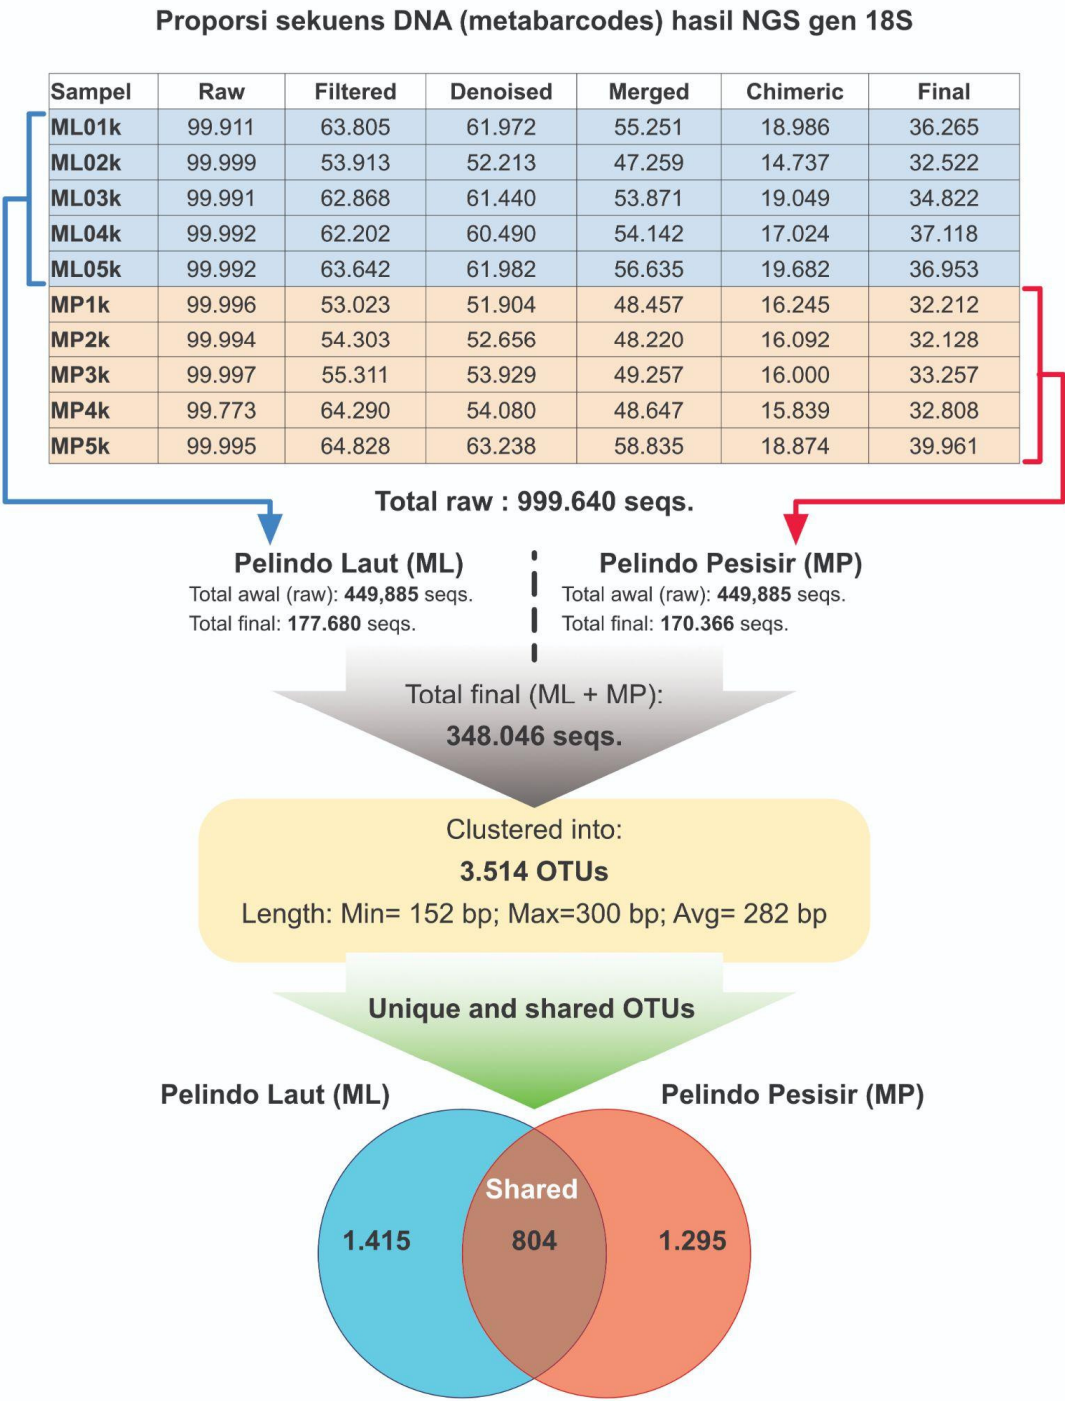 Proporsi sekuens DNA (metabarcodes) hasil NGS gen 18S
Sampel Raw Filtered Denoised Merged Chimeric Final
ML01k 99.911 63.805 61.972 55.251 18.986 36.265
ML02k 99.999 53.913 52.213 47.259 14.737 32.522
ML03k 99.991 62.868 61.440 53.871 19.049 34.822
ML04k 99.992 62.202 60.490 54.142 17.024 37.118
ML05k 99.992 63.642 61.982 56.635 19.682 36.953
MP1k 99.996 53.023 51.904 48.457 16.245 32.212
MP2k 99.994 54.303 52.656 48.220 16.092 32.128
MP3k 99.997 55.311 53.929 49.257 16.000 33.257
MP4k 99.773 64.290 54.080 48.647 15.839 32.808
MP5k 99.995 64.828 63.238 58.835 18.874 39.961
Total raw : 999.640 seqs.
Pelindo Laut (ML)
Total awal (raw): 449,885 seqs.
Total final: 177.680 seqs.
Pelindo Pesisir (MP)
Total awal (raw): 449,885 seqs.
Total final: 170.366 seqs.
Total final (ML + MP):
348.046 seqs.
Clustered into:
3.514 OTUs
Length: Min= 152 bp; Max=300 bp; Avg= 282 bp
Unique and shared OTUs
Pelindo Laut (ML) Pelindo Pesisir (MP)
Shared
1.415 804 1.295